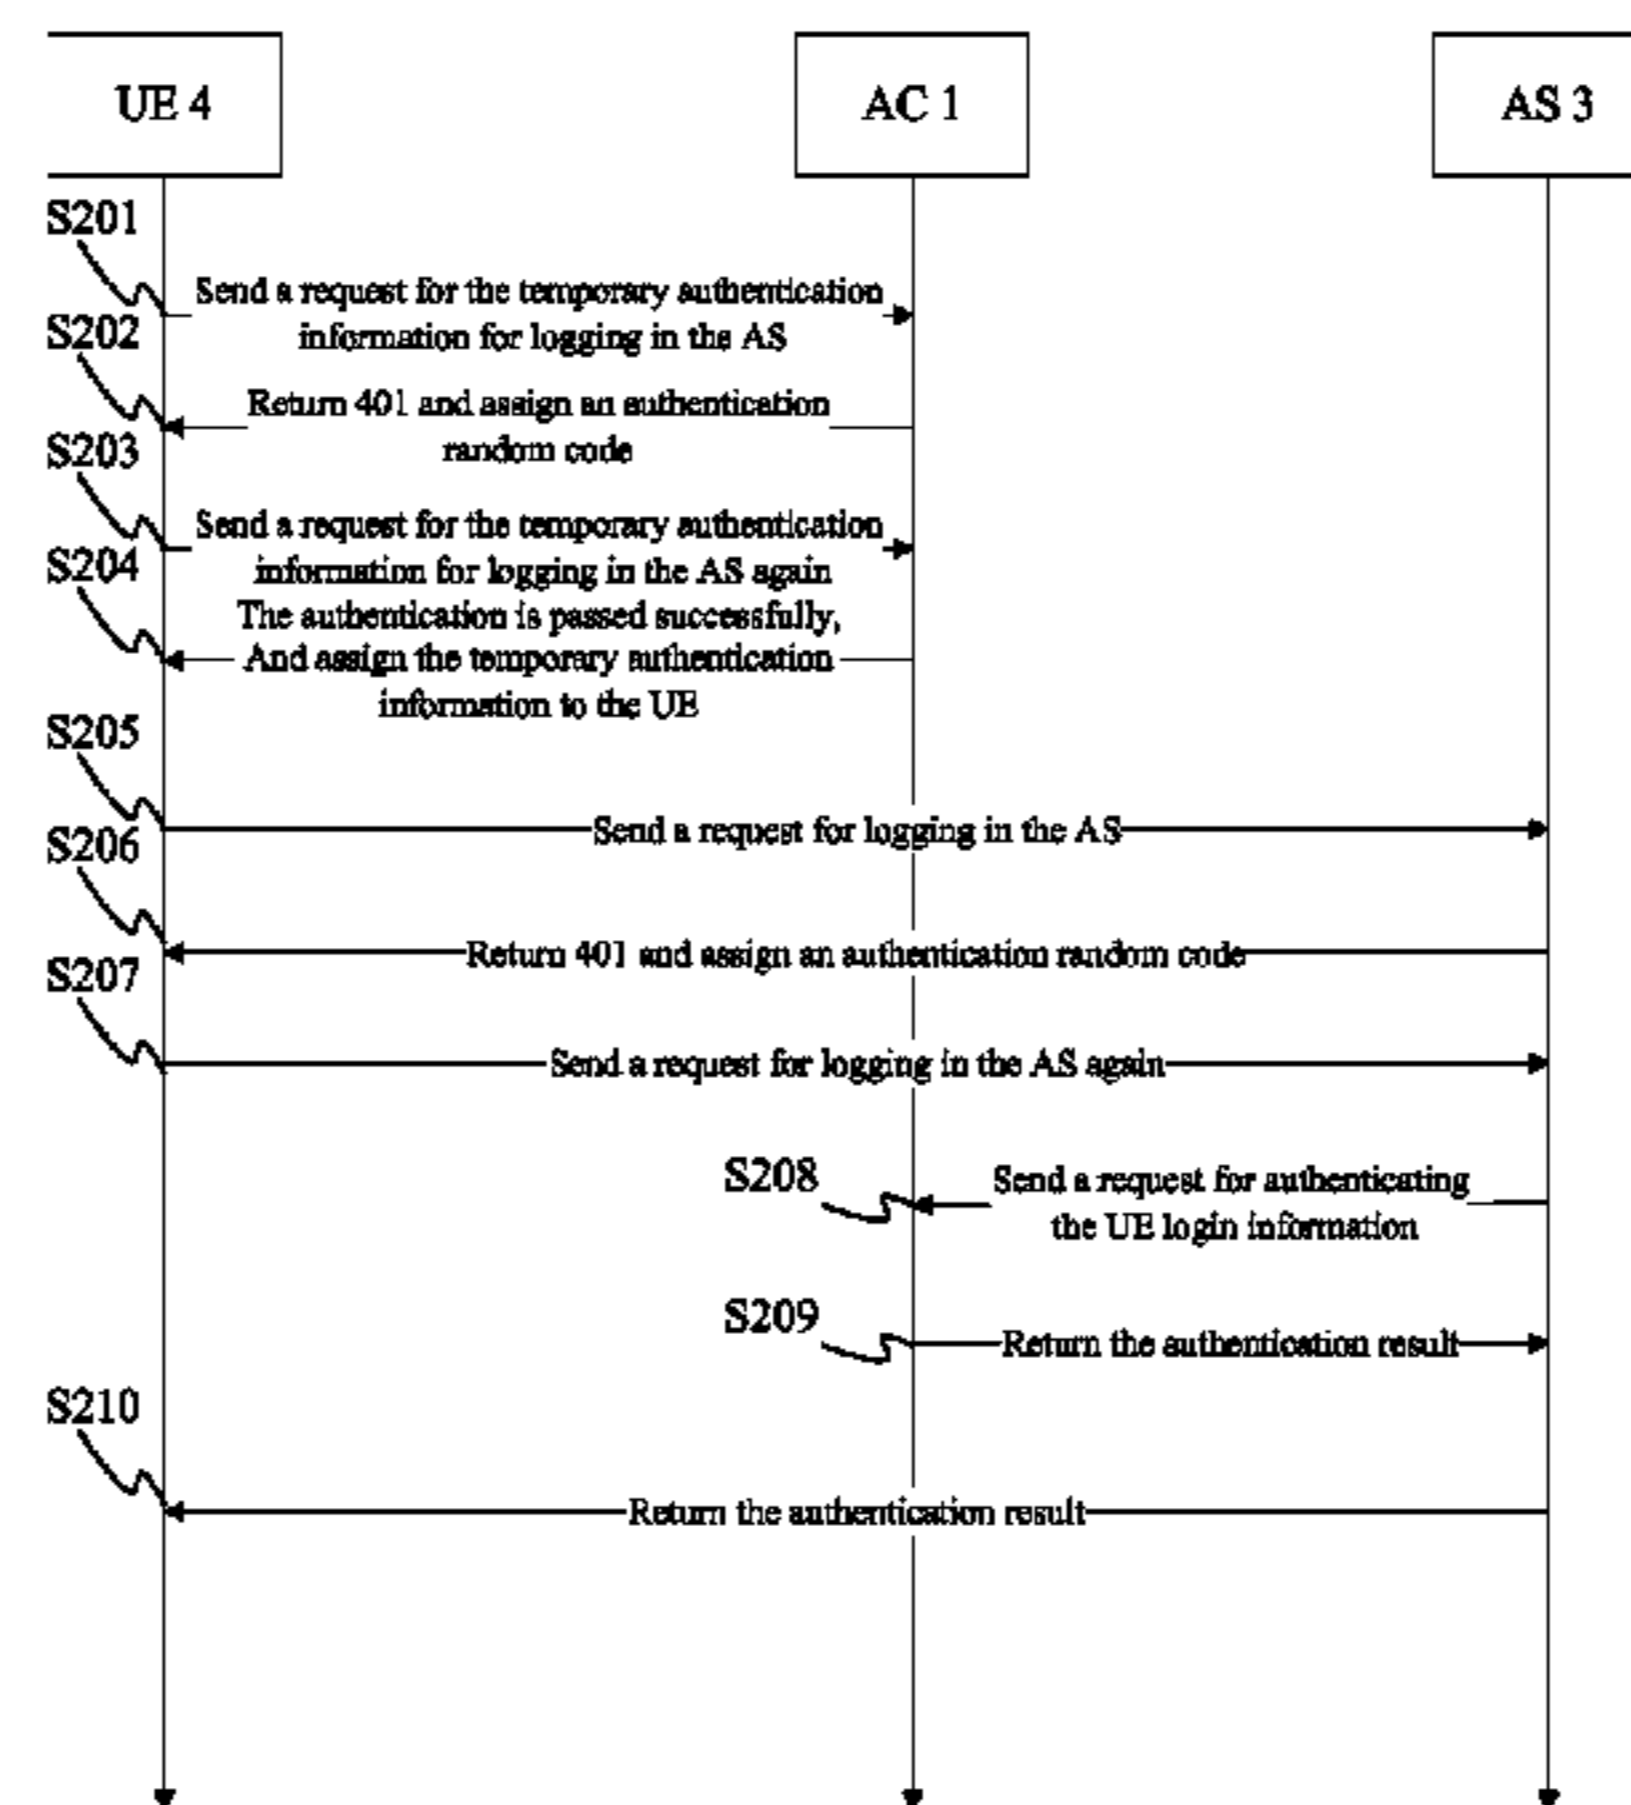 UE 4
AC 1
AS 3
S201
Send a request for the temporary authentication
information for logging in the AS
S202
Return 401 and assign an authentication
random code
S203
Send a request for the temporary authentication
information for logging in the AS again
S204
The authentication is passed successfully,
And assign the temporary authentication
information to the UE
S205
Send a request for logging in the AS
S206
Return 401 and assign an authentication random code
S207
Send a request for logging in the AS again
S208
Send a request for authenticating
the UE login information
S209
Return the authentication result
S210
Return the authentication result